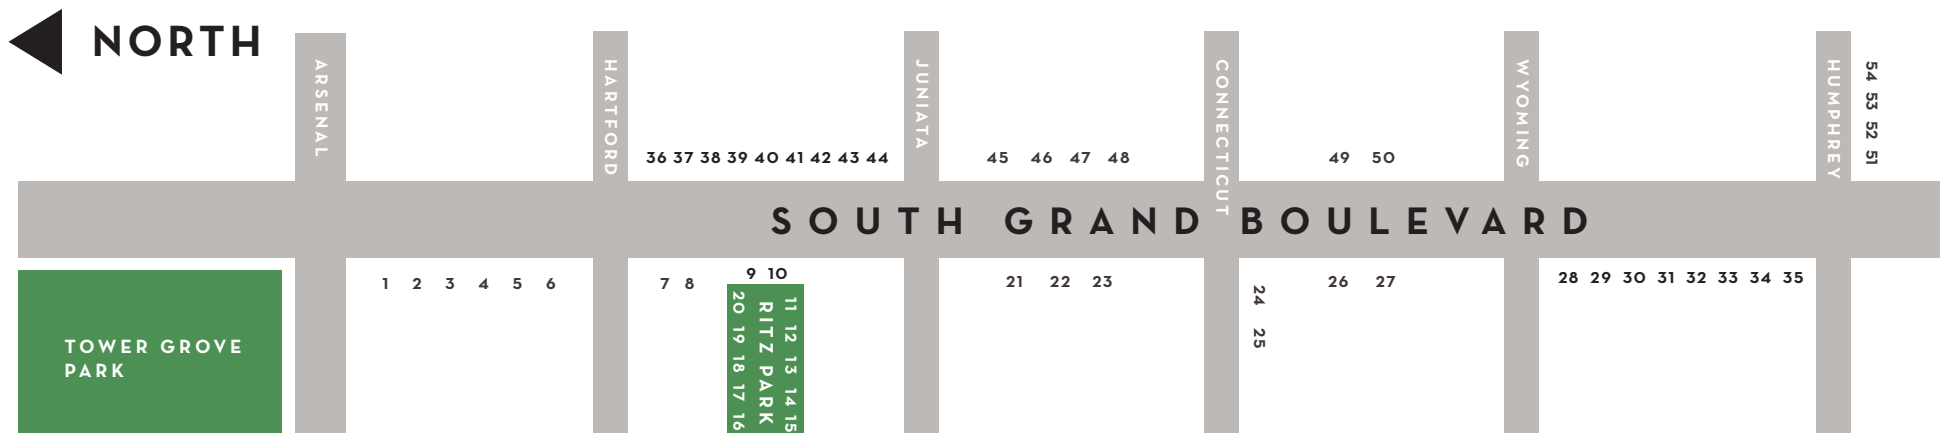 NORTH
ARSENAL
HARTFORD
JUNIATA
CONNECTICUT
WYOMING
HUMPHREY
54 53 52 51
36 37 38 39 40 41 42 43 44
45 46 47 48
49 50
SOUTH GRAND BOULEVARD
1 2 3 4 5 6
7 8
9 10
20 19 18 17 16
RITZ PARK
11 12 13 14 15
21 22 23
24 25
26 27
28 29 30 31 32 33 34 35
TOWER GROVE
PARK